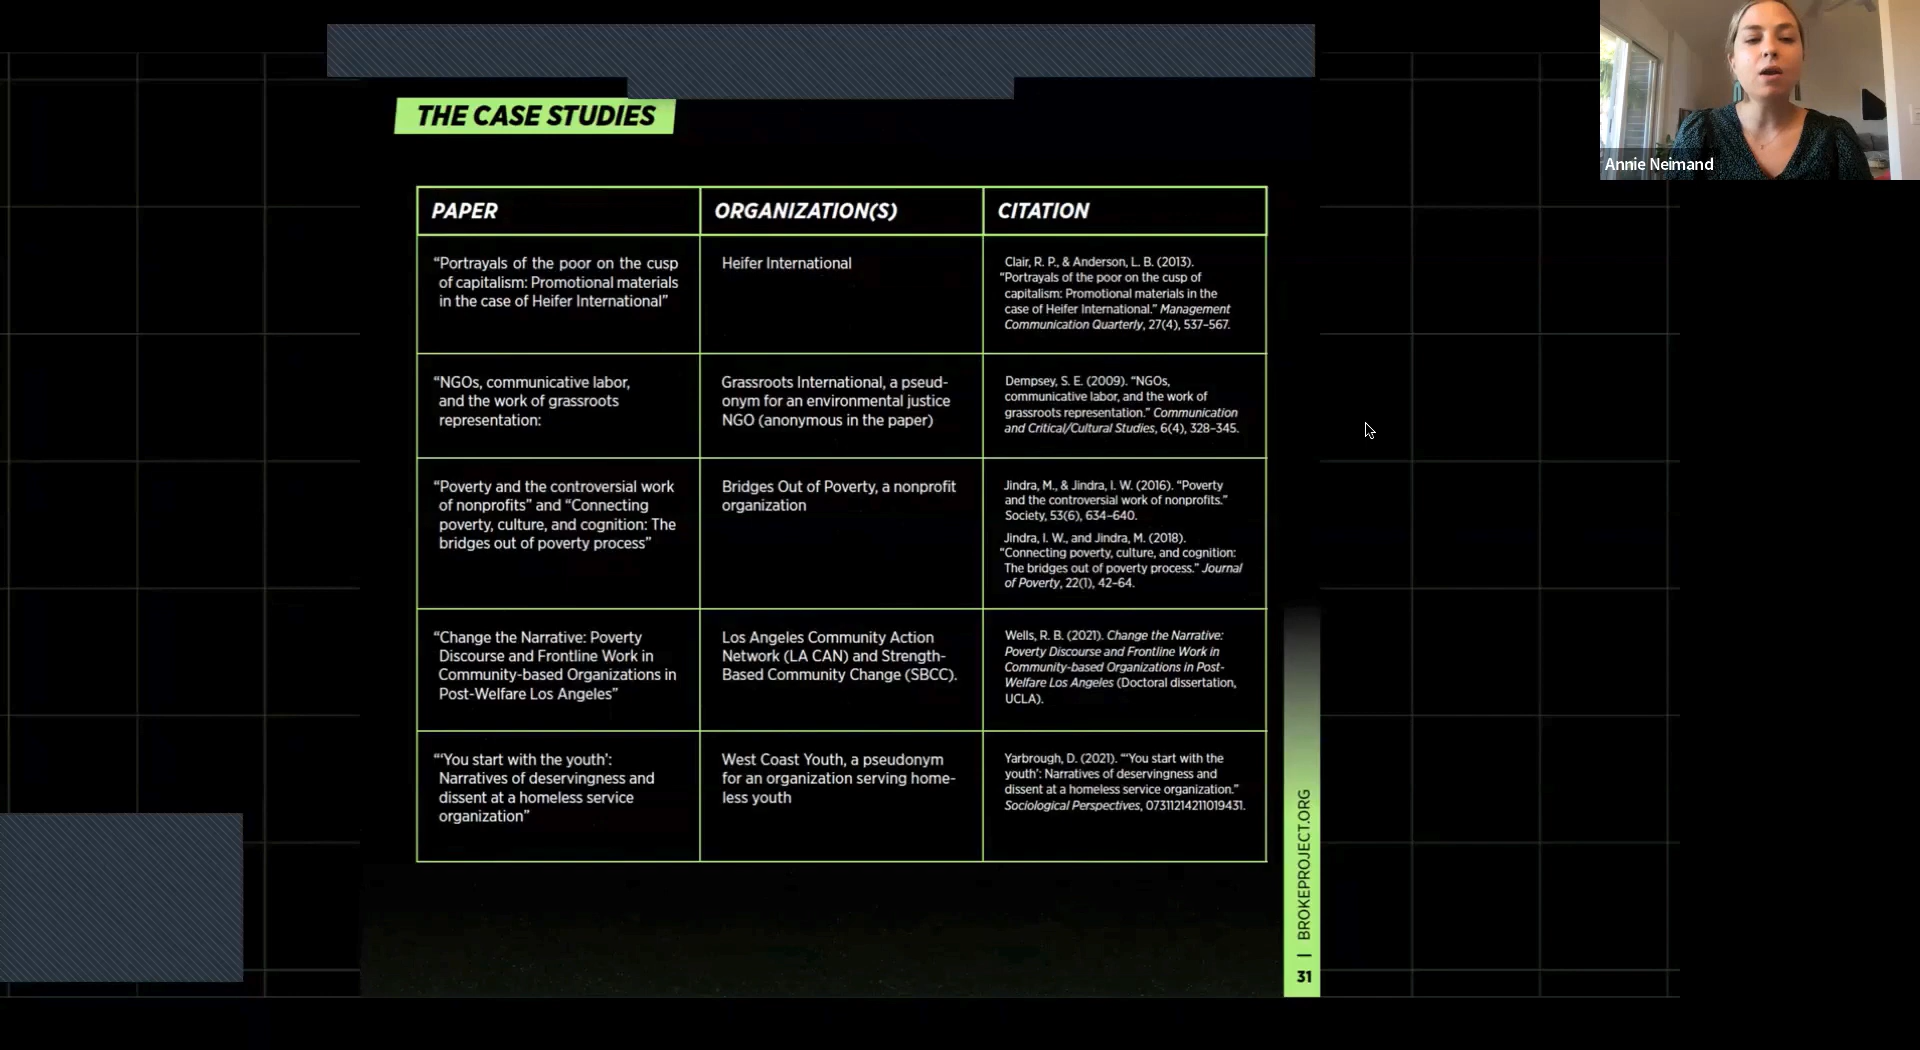 THE CASE STUDIES
Annie Neimand
PAPER
ORGANIZATION(S)
CITATION
“Portrayals of the poor on the cusp
of capitalism: Promotional materials
in the case of Heifer International”
Heifer International
Clair, R. P., & Anderson, L. B. (2013).
“Portrayals of the poor on the cusp of
capitalism: Promotional materials in the
case of Heifer International.” Management
Communication Quarterly, 27(4), 537–567.
“NGOs, communicative labor,
and the work of grassroots
representation:
Grassroots International, a pseud-
onym for an environmental justice
NGO (anonymous in the paper)
Dempsey, S. E. (2009). “NGOs,
communicative labor, and the work of
grassroots representation.” Communication
and Critical/Cultural Studies, 6(4), 328–345.
“Poverty and the controversial work
of nonprofits” and “Connecting
poverty, culture, and cognition: The
bridges out of poverty process”
Bridges Out of Poverty, a nonprofit
organization
Jindra, M., & Jindra, I. W. (2016). “Poverty
and the controversial work of nonprofits.”
Society, 53(6), 634–640.
Jindra, I. W., and Jindra, M. (2018).
“Connecting poverty, culture, and cognition:
The bridges out of poverty process.” Journal
of Poverty, 22(1), 42–64.
“Change the Narrative: Poverty
Discourse and Frontline Work in
Community-based Organizations in
Post-Welfare Los Angeles”
Los Angeles Community Action
Network (LA CAN) and Strength-
Based Community Change (SBCC).
Wells, R. B. (2021). Change the Narrative:
Poverty Discourse and Frontline Work in
Community-based Organizations in Post-
Welfare Los Angeles (Doctoral dissertation,
UCLA).
“‘You start with the youth’:
Narratives of deservingness and
dissent at a homeless service
organization”
West Coast Youth, a pseudonym
for an organization serving home-
less youth
Yarbrough, D. (2021). “‘You start with the
youth’: Narratives of deservingness and
dissent at a homeless service organization.”
Sociological Perspectives, 07311214211019431.
31 | BROKEPROJECT.ORG